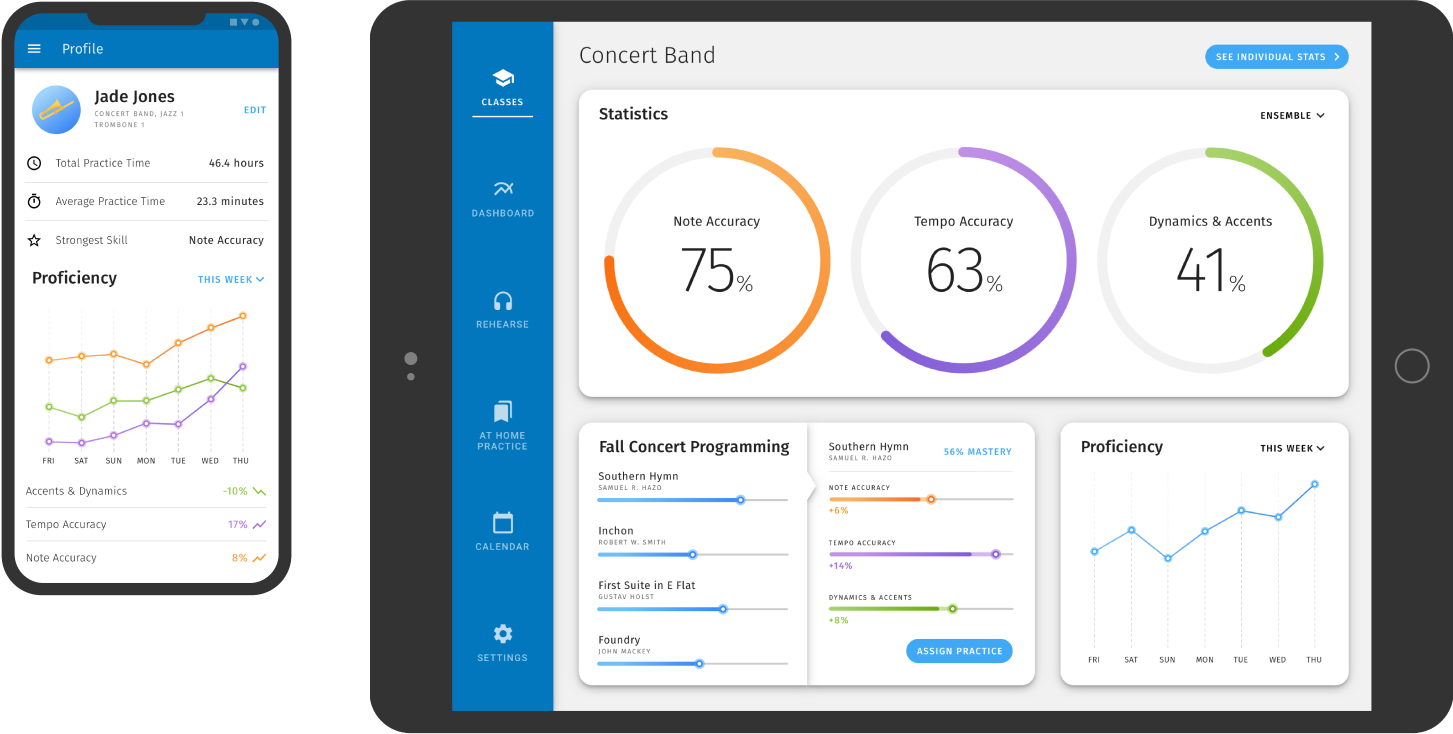 Profile
Jade Jones
CONCERT BAND, JAZZ 1
TROMBONE 1
EDIT
Total Practice Time 46.4 hours
Average Practice Time 23.3 minutes
Strongest Skill Note Accuracy
Proficiency THIS WEEK
FRI SAT SUN MON TUE WED THU
Accents & Dynamics -10%
Tempo Accuracy 17%
Note Accuracy 8%
CLASSES
DASHBOARD
REHEARSE
AT HOME
PRACTICE
CALENDAR
SETTINGS
Concert Band
SEE INDIVIDUAL STATS
Statistics
ENSEMBLE
Note Accuracy
75%
Tempo Accuracy
63%
Dynamics & Accents
41%
Fall Concert Programming
Southern Hymn
SAMUEL R. HAZO
Inchon
ROBERT W. SMITH
First Suite in E Flat
GUSTAV HOLST
Foundry
JOHN MACKEY
Southern Hymn
SAMUEL R. HAZO
56% MASTERY
NOTE ACCURACY
+6%
TEMPO ACCURACY
+14%
DYNAMICS & ACCENTS
+8%
ASSIGN PRACTICE
Proficiency
THIS WEEK
FRI SAT SUN MON TUE WED THU